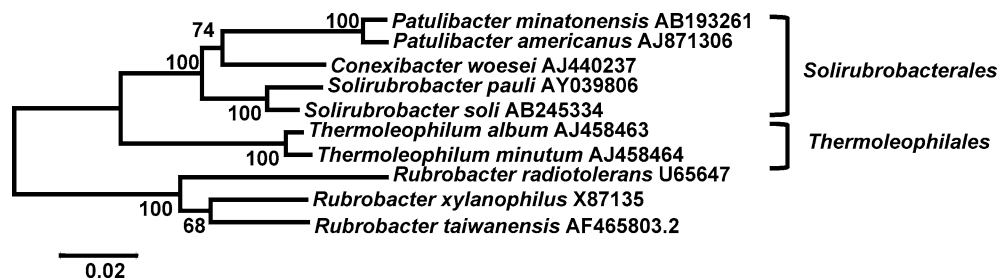 100 Patulibacter minatonensis AB193261
74
Patulibacter americanus AJ871306
100 Conexibacter woesei AJ440237
Solirubrobacterales
Solirubrobacter pauli AY039806
100 Solirubrobacter soli AB245334
Thermoleophilum album AJ458463
Thermoleophilales
100 Thermoleophilum minutum AJ458464
Rubrobacter radiotolerans U65647
100 Rubrobacter xylanophilus X87135
68 Rubrobacter taiwanensis AF465803.2
0.02